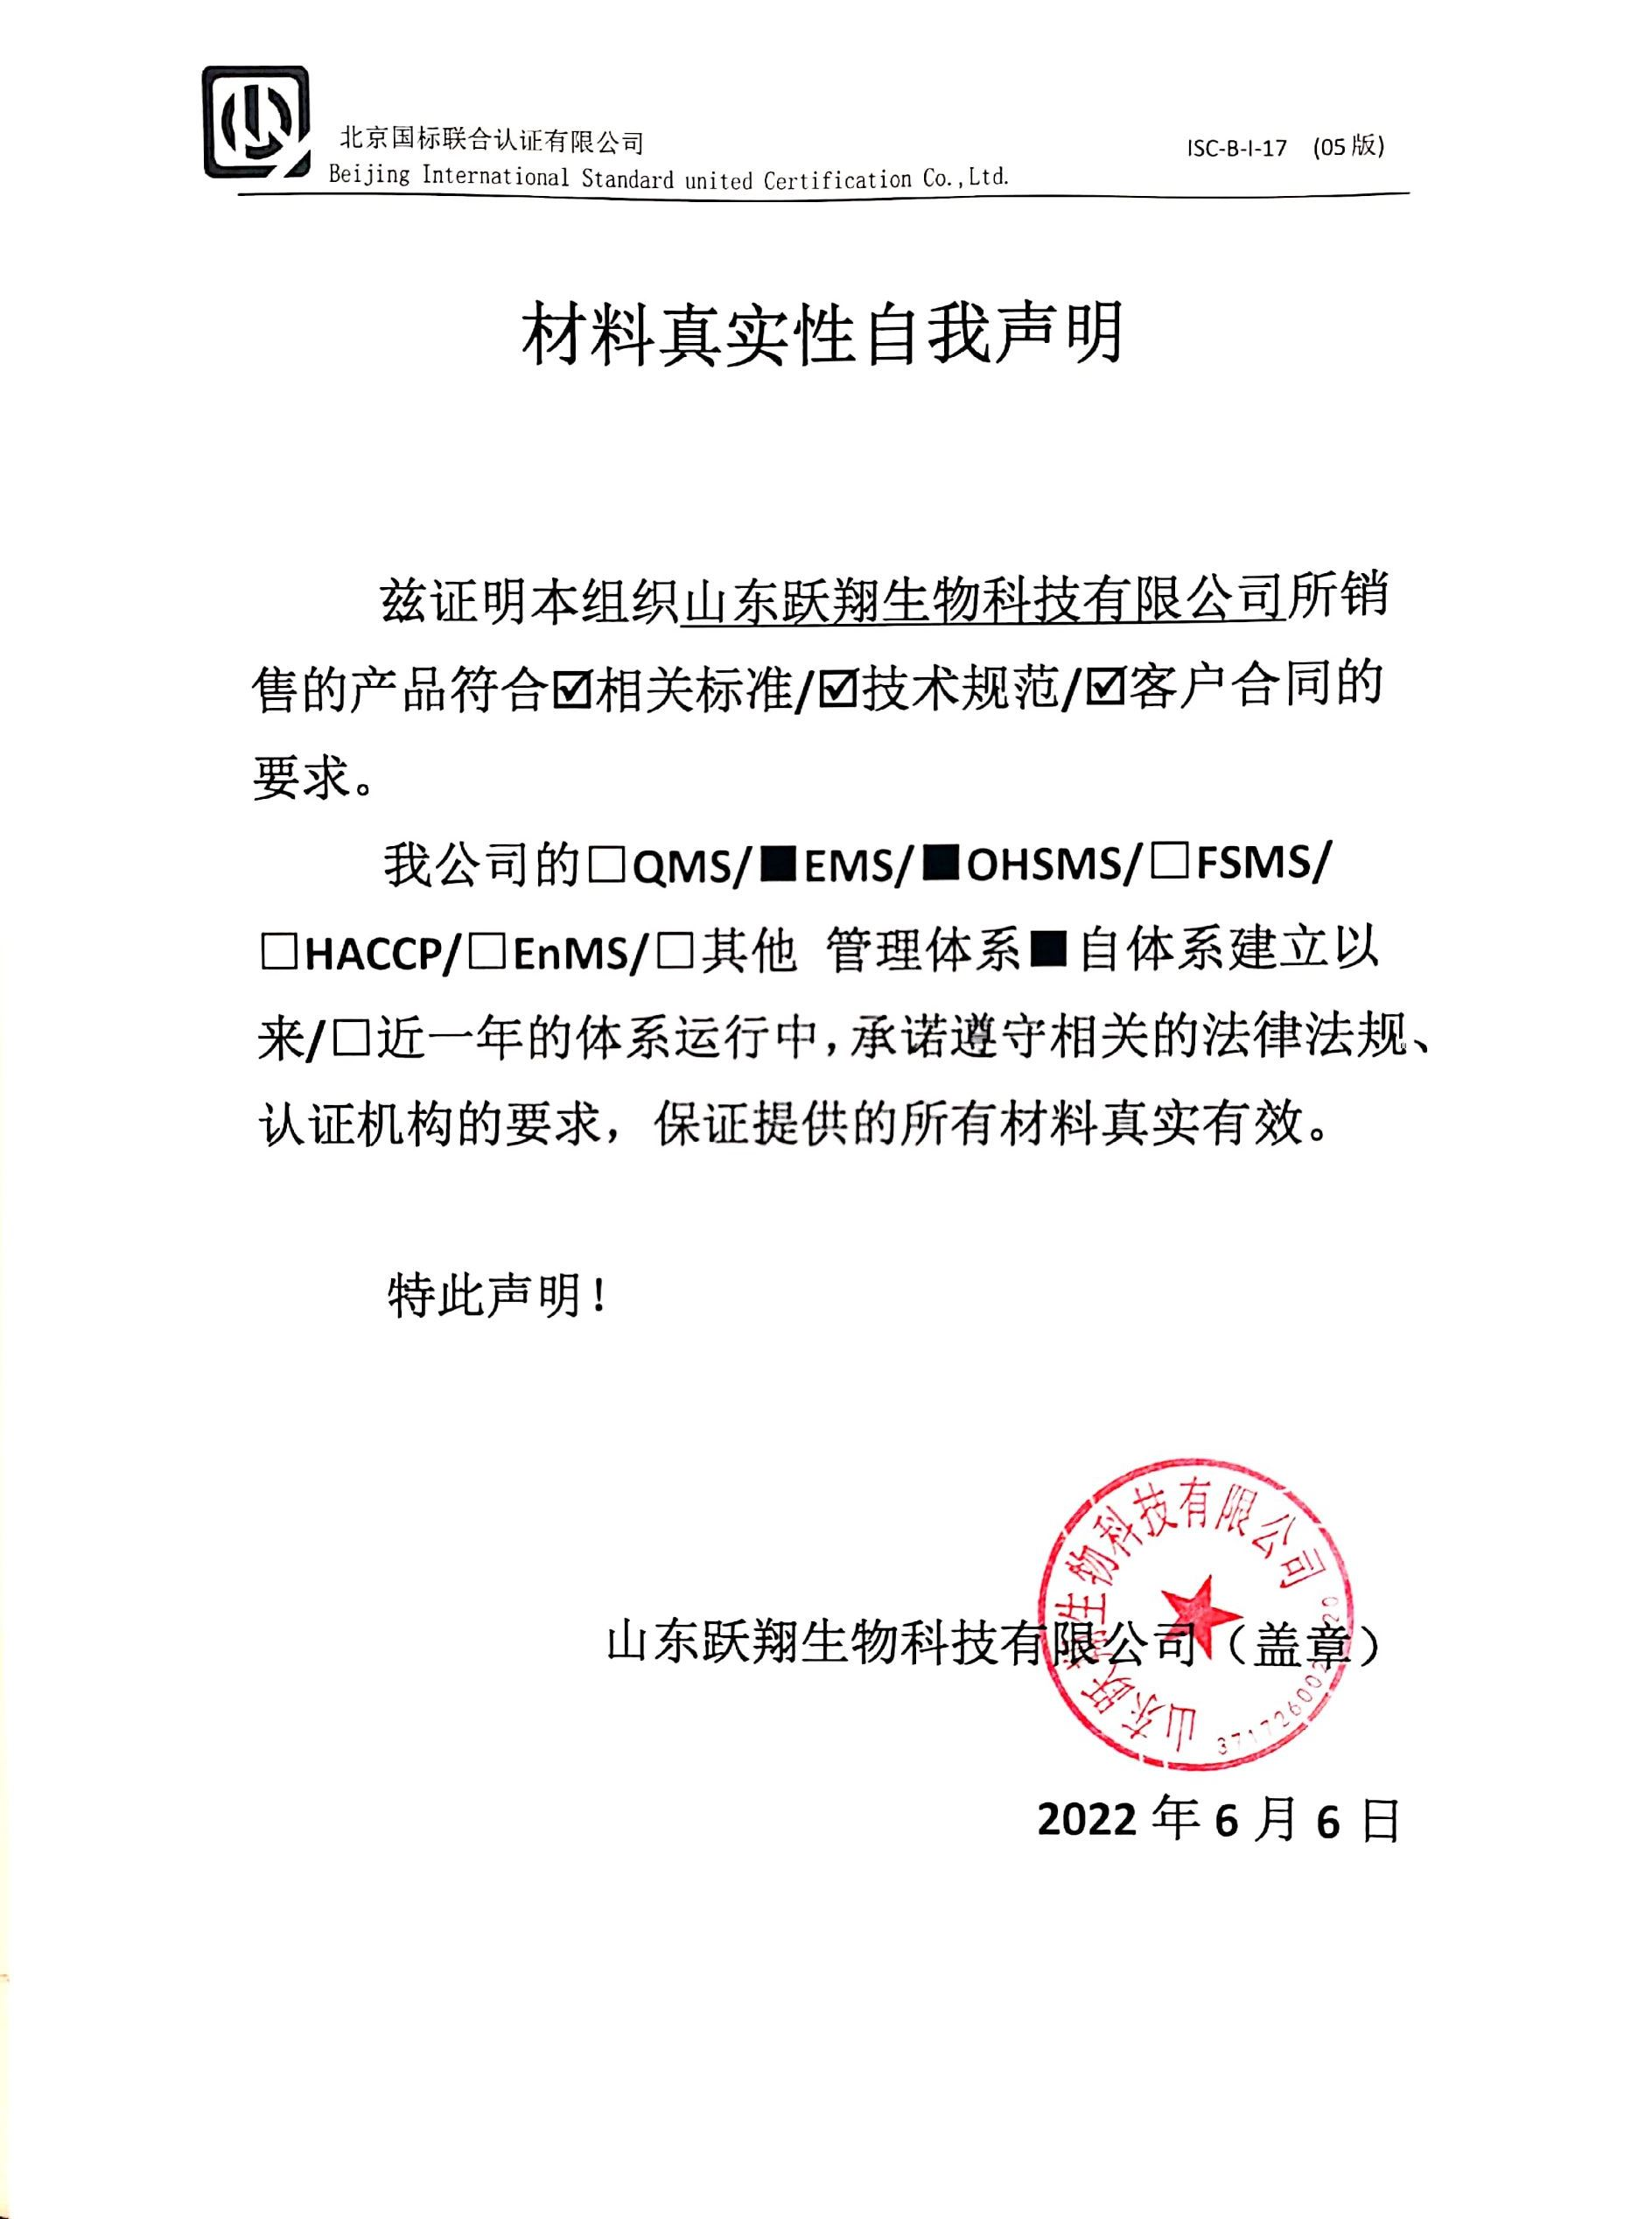 北京国标联合认证有限公司
ISC-B-I-17 (05版)
Beijing International Standard united Certification Co.,Ltd.
材料真实性自我声明
兹证明本组织山东跃翔生物科技有限公司所销
售的产品符合☑相关标准/☑技术规范/☑客户合同的
要求。
我公司的□QMS/■EMS/■OHSMS/□FSMS/
□HACCP/□EnMS/□其他 管理体系■自体系建立以
来/□近一年的体系运行中,承诺遵守相关的法律法规、
认证机构的要求，保证提供的所有材料真实有效。
特此声明！
山东跃翔生物科技有限公司（盖章）
山东跃翔生物科技有限公司
2022 年 6 月 6 日